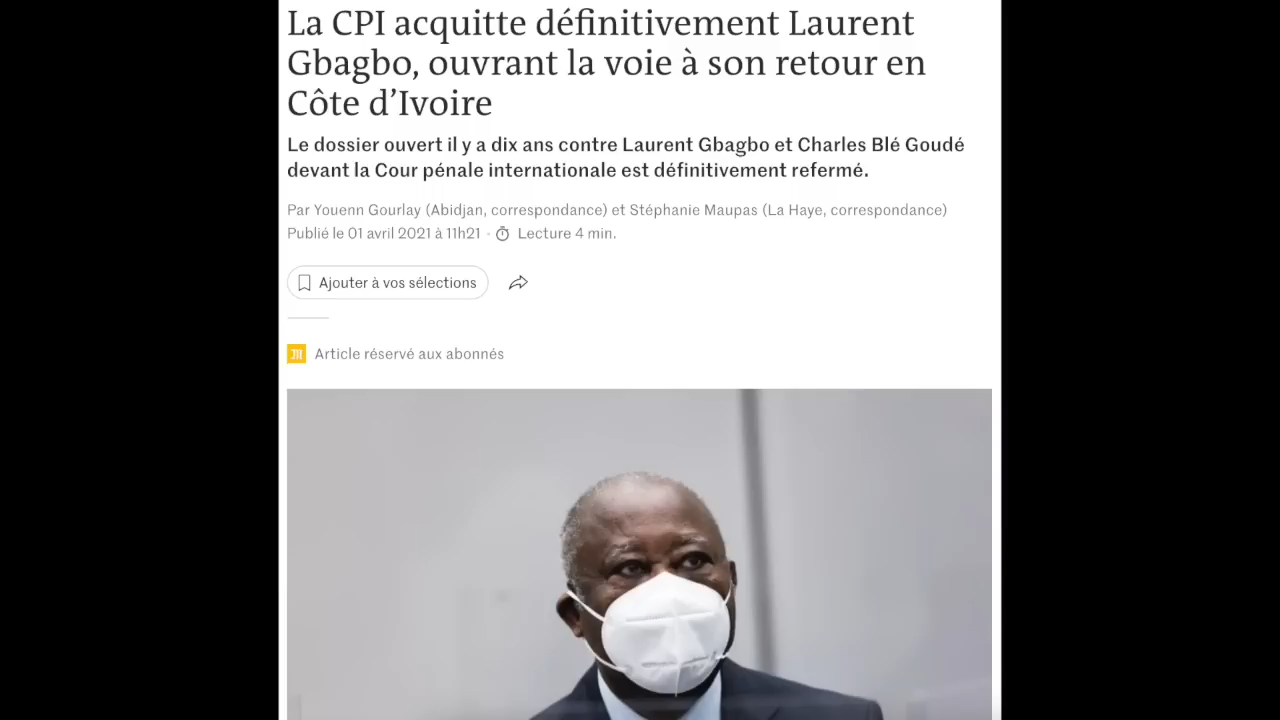 La CPI acquitte définitivement Laurent
Gbagbo, ouvrant la voie à son retour en
Côte d’Ivoire
Le dossier ouvert il y a dix ans contre Laurent Gbagbo et Charles Blé Goudé
devant la Cour pénale internationale est définitivement refermé.
Par Youenn Gourlay (Abidjan, correspondance) et Stéphanie Maupas (La Haye, correspondance)
Publié le 01 avril 2021 à 11h21 · Lecture 4 min.
Ajouter à vos sélections
M Article réservé aux abonnés